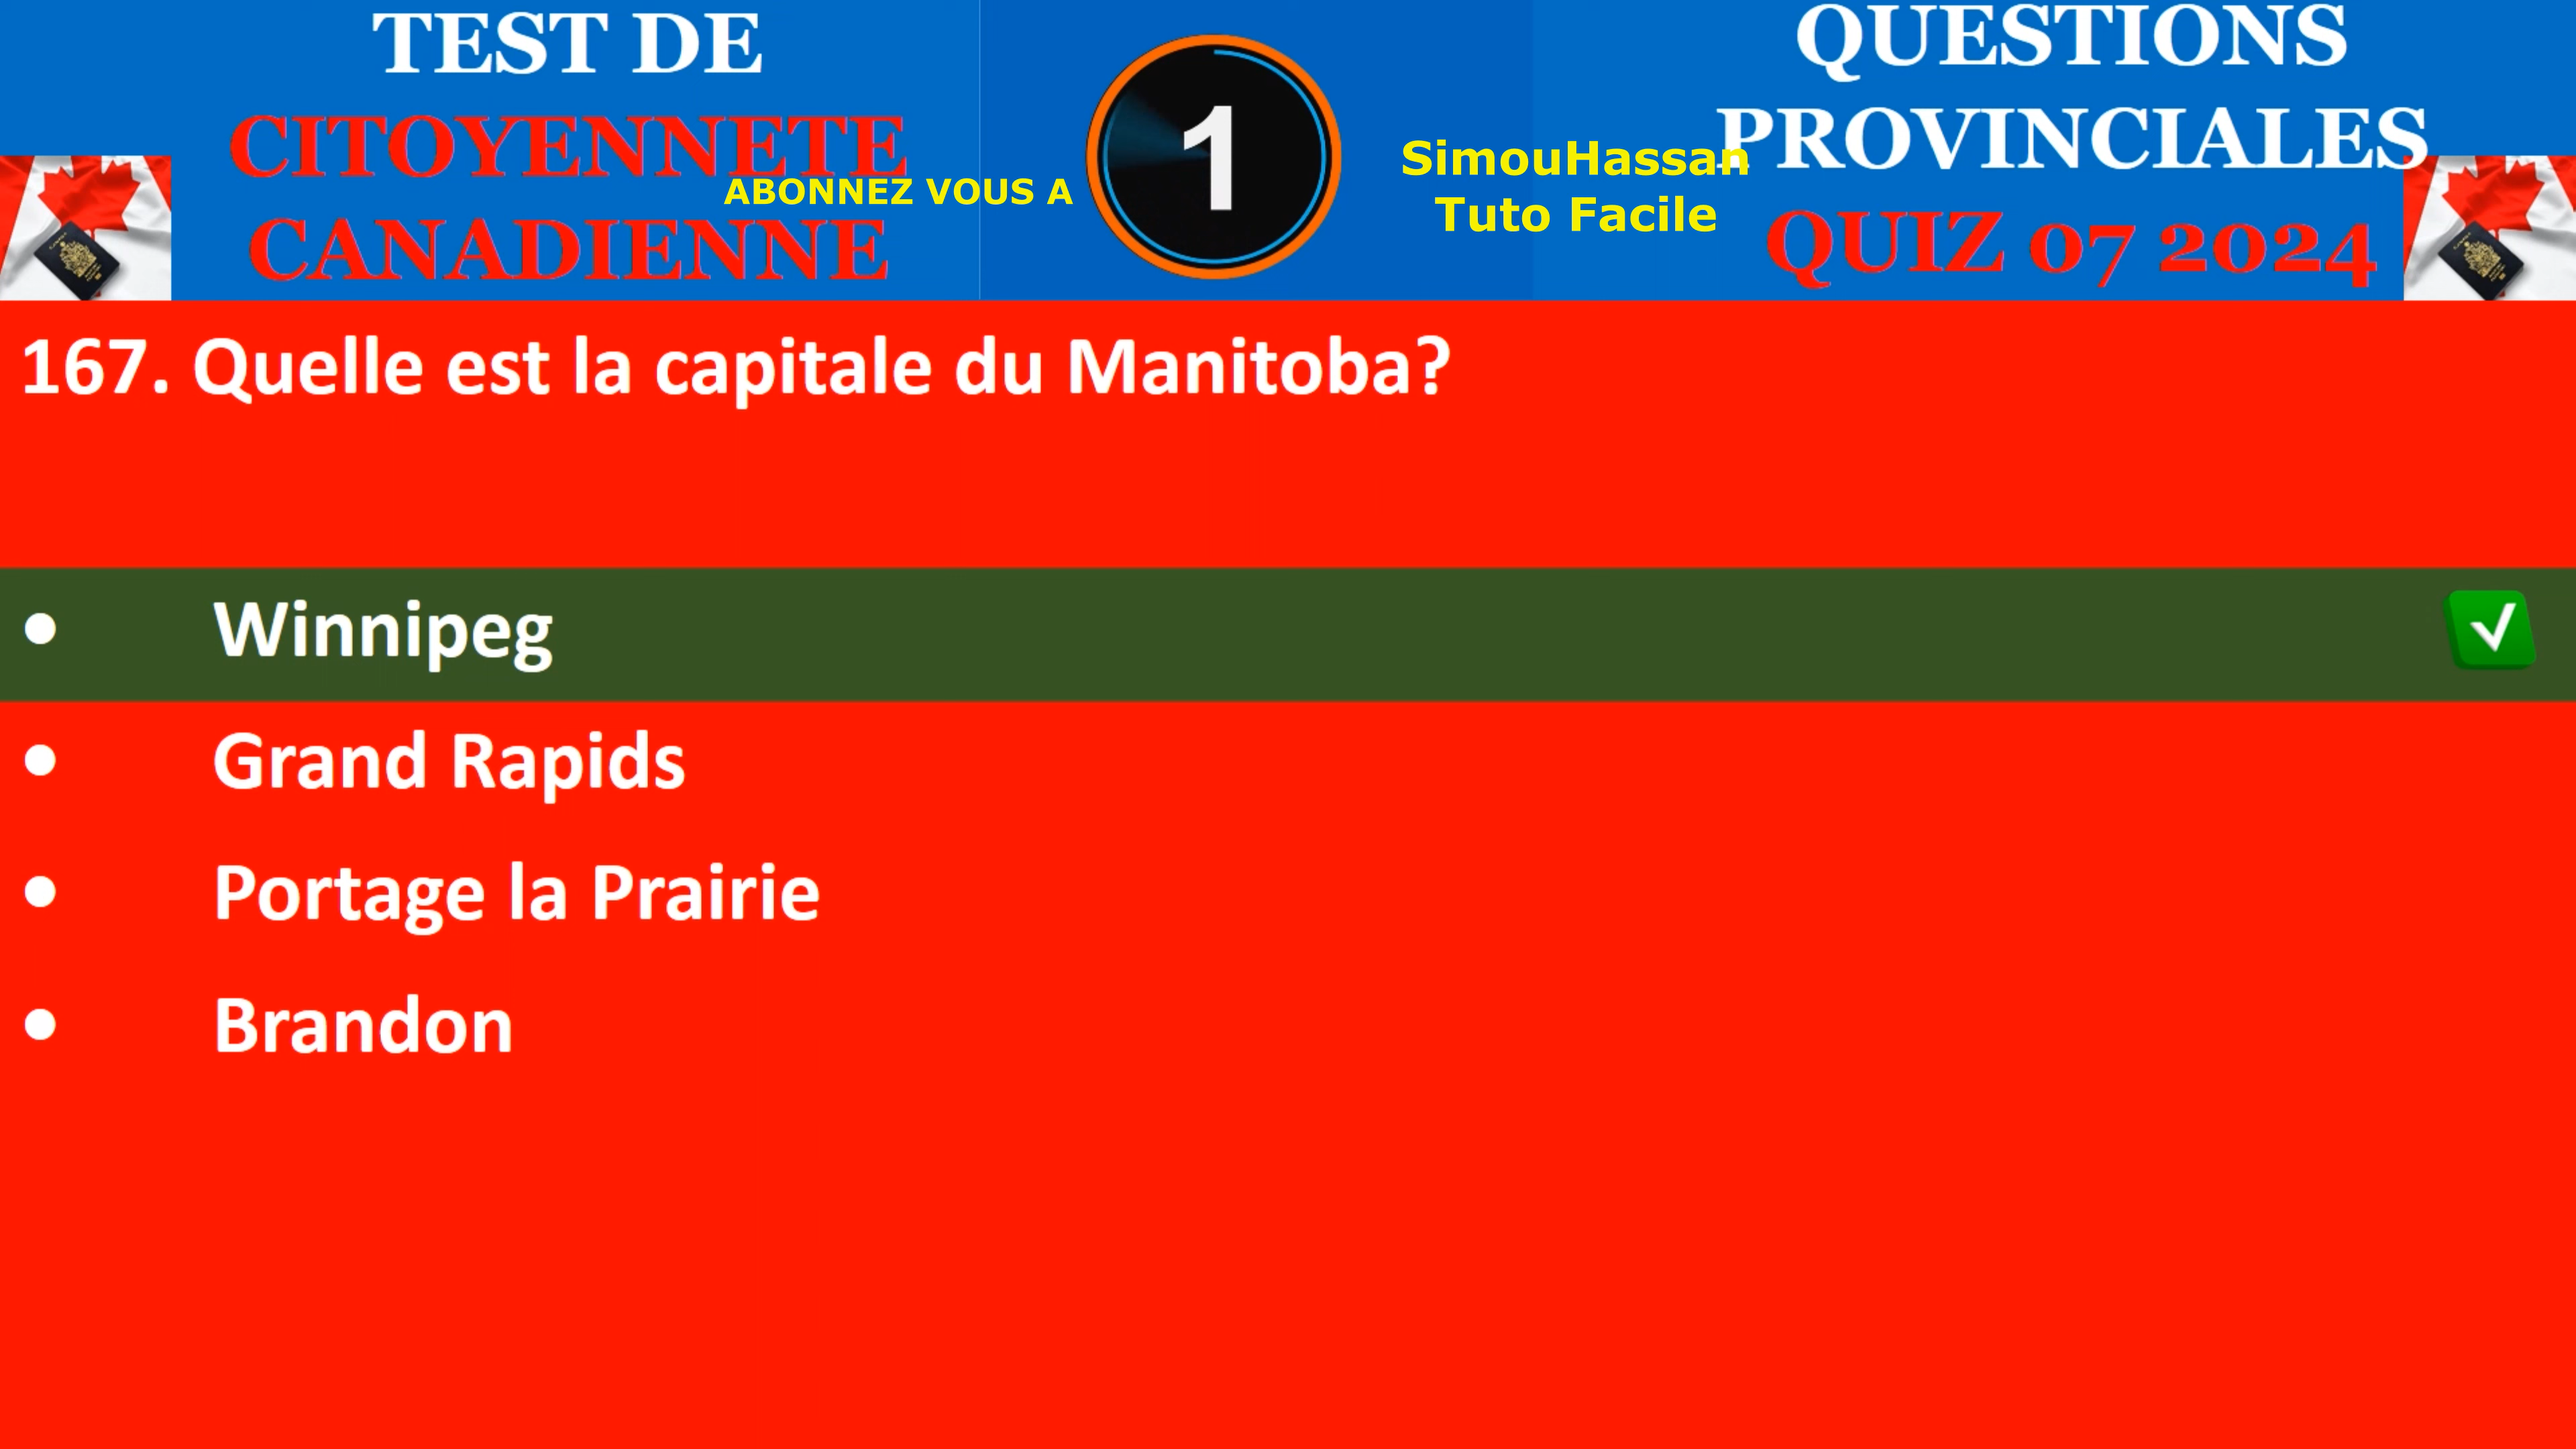 TEST DE
CITOYENNETE
CANADIENNE
ABONNEZ VOUS A
1
SimouHassan
Tuto Facile
QUESTIONS
PROVINCIALES
QUIZ 07 2024
167. Quelle est la capitale du Manitoba?
• Winnipeg
• Grand Rapids
• Portage la Prairie
• Brandon